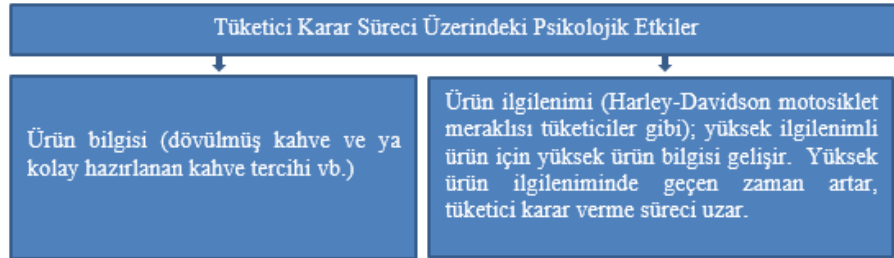 Tüketici Karar Süreci Üzerindeki Psikolojik Etkiler
Ürün bilgisi (dövülmüş kahve ve ya
kolay hazırlanan kahve tercihi vb.)
Ürün ilgilenimi (Harley-Davidson motosiklet
meraklısı tüketiciler gibi); yüksek ilgilenimli
ürün için yüksek ürün bilgisi gelişir. Yüksek
ürün ilgileniminde geçen zaman artar,
tüketici karar verme süreci uzar.